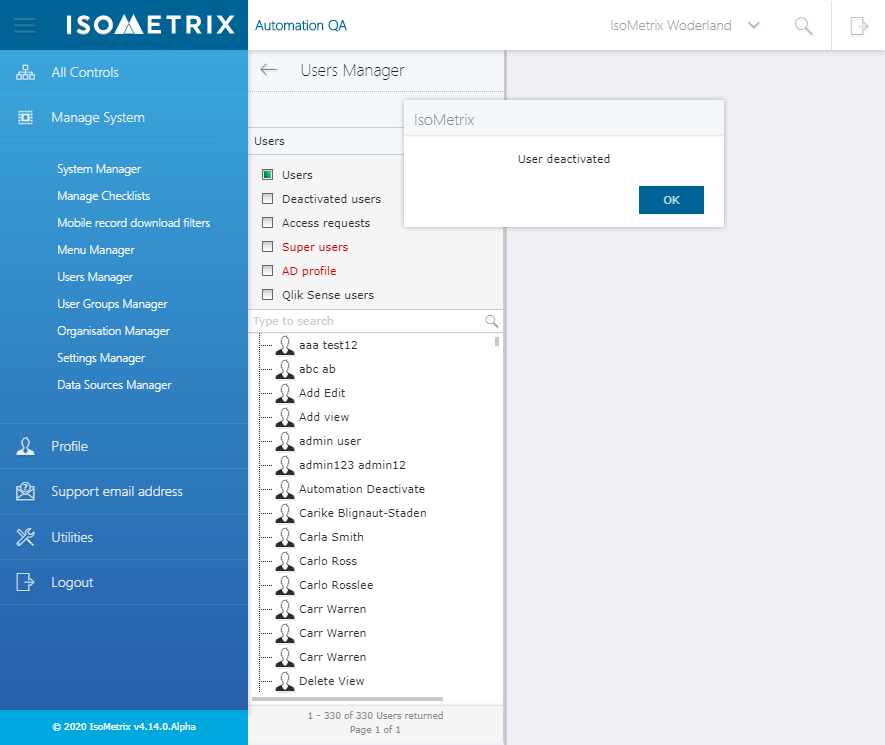 ISOMETRIX
Automation QA
IsoMetrix Woderland
All Controls
Manage System
System Manager
Manage Checklists
Mobile record download filters
Menu Manager
Users Manager
User Groups Manager
Organisation Manager
Settings Manager
Data Sources Manager
Profile
Support email address
Utilities
Logout
© 2020 IsoMetrix v4.14.0.Alpha
Users Manager
Users
Users
Deactivated users
Access requests
Super users
AD profile
Qlik Sense users
Type to search
aaa test12
abc ab
Add Edit
Add view
admin user
admin123 admin12
Automation Deactivate
Carike Blignaut-Staden
Carla Smith
Carlo Ross
Carlo Rosslee
Carr Warren
Carr Warren
Carr Warren
Delete View
1 - 330 of 330 Users returned
Page 1 of 1
IsoMetrix
User deactivated
OK